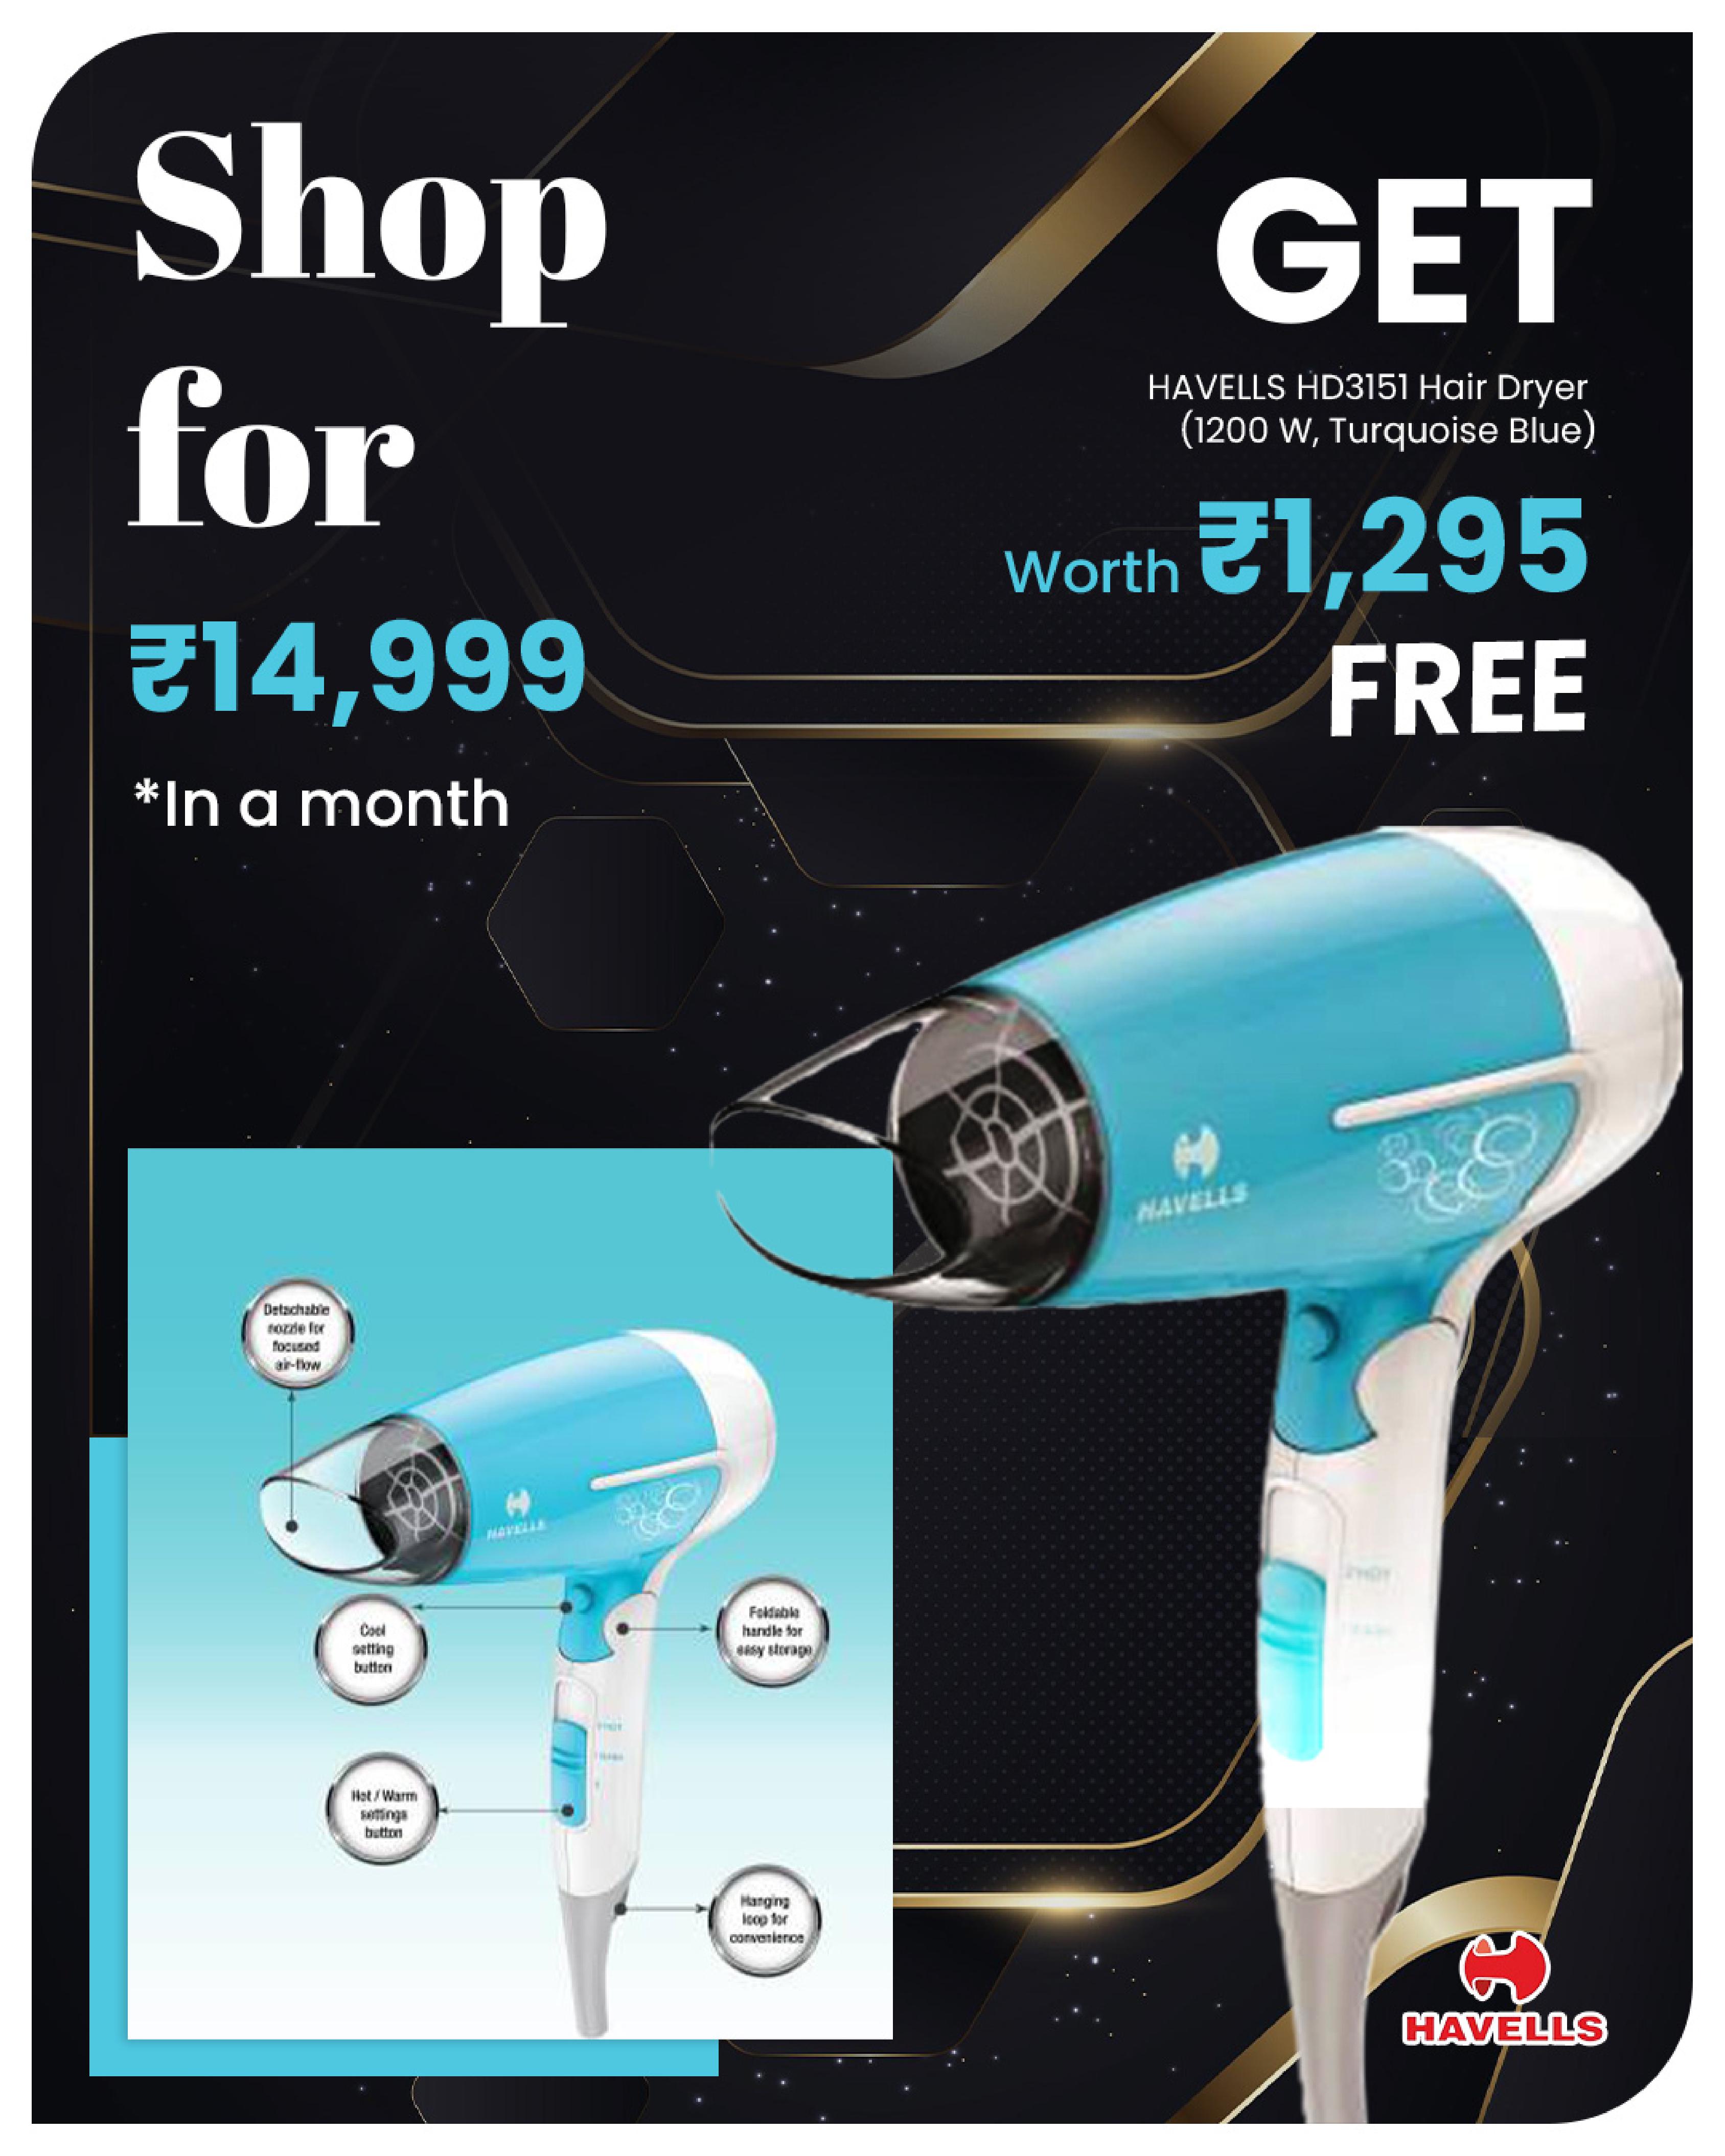 Shop
for
₹14,999
*In a month
GET
HAVELLS HD3151 Hair Dryer
(1200 W, Turquoise Blue)
Worth ₹1,295
FREE
HAVELLS
Detachable
nozzle for
focused
air-flow
HAVELLS
Cool
setting
button
Foldable
handle for
easy storage
Hot / Warm
settings
button
Hanging
loop for
convenience
HAVELLS